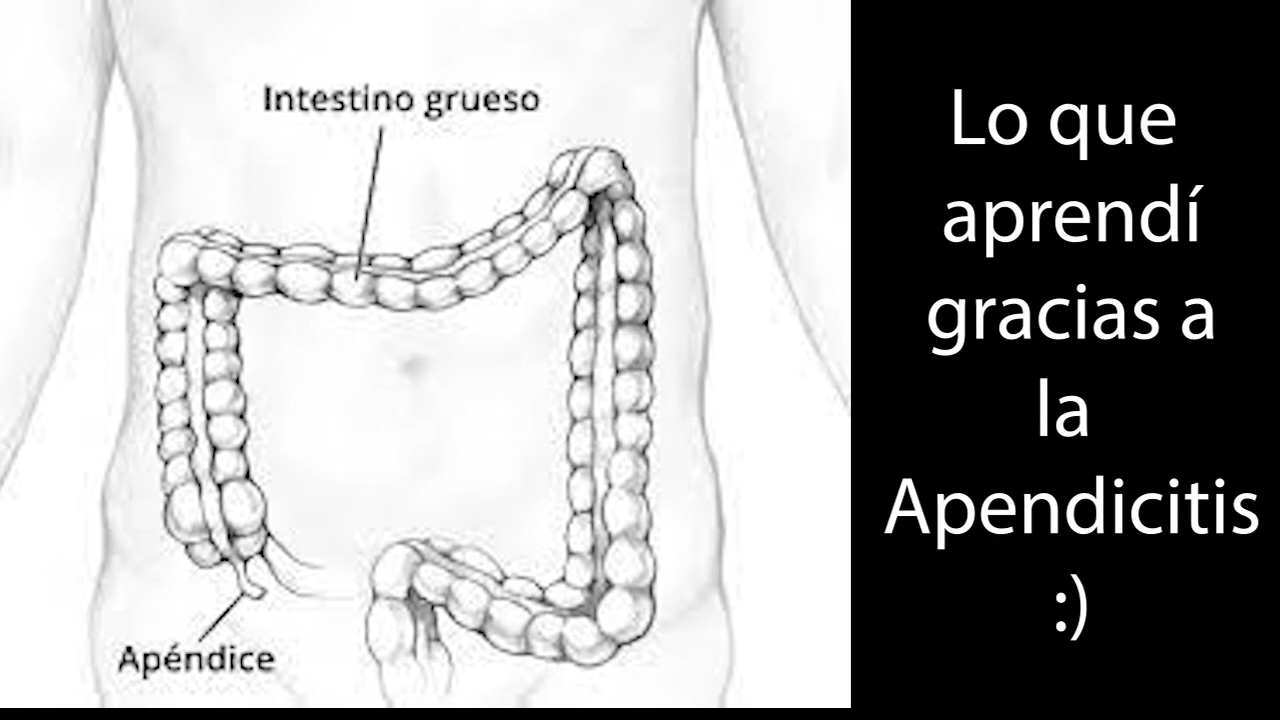 Intestino grueso
Apéndice
Lo que
aprendí
gracias a
la
Apendicitis
:)